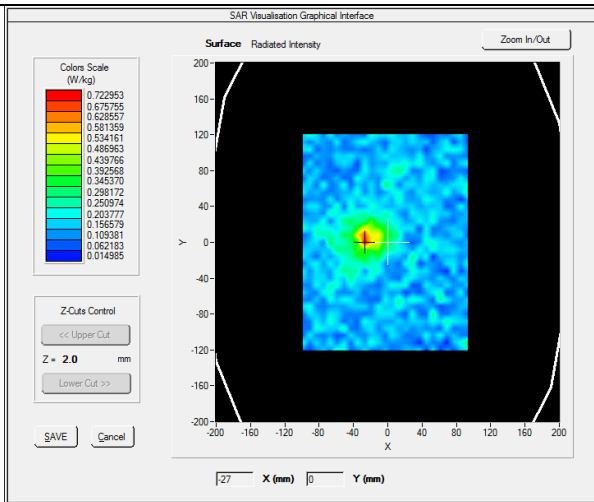 SAR Visualisation Graphical Interface
Surface Radiated Intensity
Zoom In/Out
Colors Scale
(W/kg)
0.722953
0.675755
0.628557
0.581359
0.534161
0.486963
0.439766
0.392568
0.345370
0.298172
0.250974
0.203777
0.156579
0.109381
0.062183
0.014985
Z-Cuts Control
<< Upper Cut
Z = 2.0 mm
Lower Cut >>
SAVE Cancel
200
160
120
80
40
0
-40
-80
-120
-160
-200
Y
-200 -160 -120 -80 -40 0 40 80 120 160 200
X
-27 X (mm) 0 Y (mm)